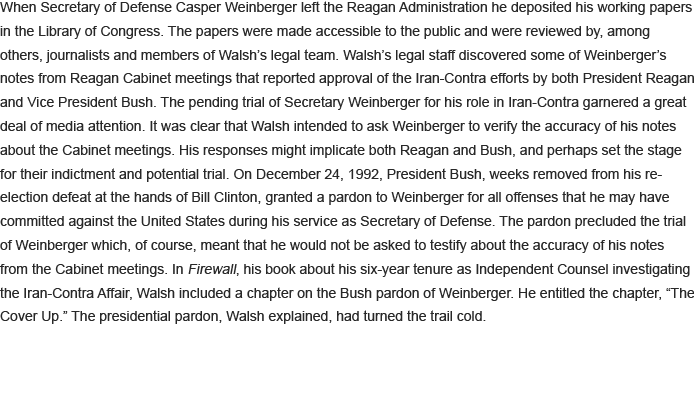 When Secretary of Defense Casper Weinberger left the Reagan Administration he deposited his working papers
in the Library of Congress. The papers were made accessible to the public and were reviewed by, among
others, journalists and members of Walsh’s legal team. Walsh’s legal staff discovered some of Weinberger’s
notes from Reagan Cabinet meetings that reported approval of the Iran-Contra efforts by both President Reagan
and Vice President Bush. The pending trial of Secretary Weinberger for his role in Iran-Contra garnered a great
deal of media attention. It was clear that Walsh intended to ask Weinberger to verify the accuracy of his notes
about the Cabinet meetings. His responses might implicate both Reagan and Bush, and perhaps set the stage
for their indictment and potential trial. On December 24, 1992, President Bush, weeks removed from his re-
election defeat at the hands of Bill Clinton, granted a pardon to Weinberger for all offenses that he may have
committed against the United States during his service as Secretary of Defense. The pardon precluded the trial
of Weinberger which, of course, meant that he would not be asked to testify about the accuracy of his notes
from the Cabinet meetings. In Firewall, his book about his six-year tenure as Independent Counsel investigating
the Iran-Contra Affair, Walsh included a chapter on the Bush pardon of Weinberger. He entitled the chapter, “The
Cover Up.” The presidential pardon, Walsh explained, had turned the trail cold.